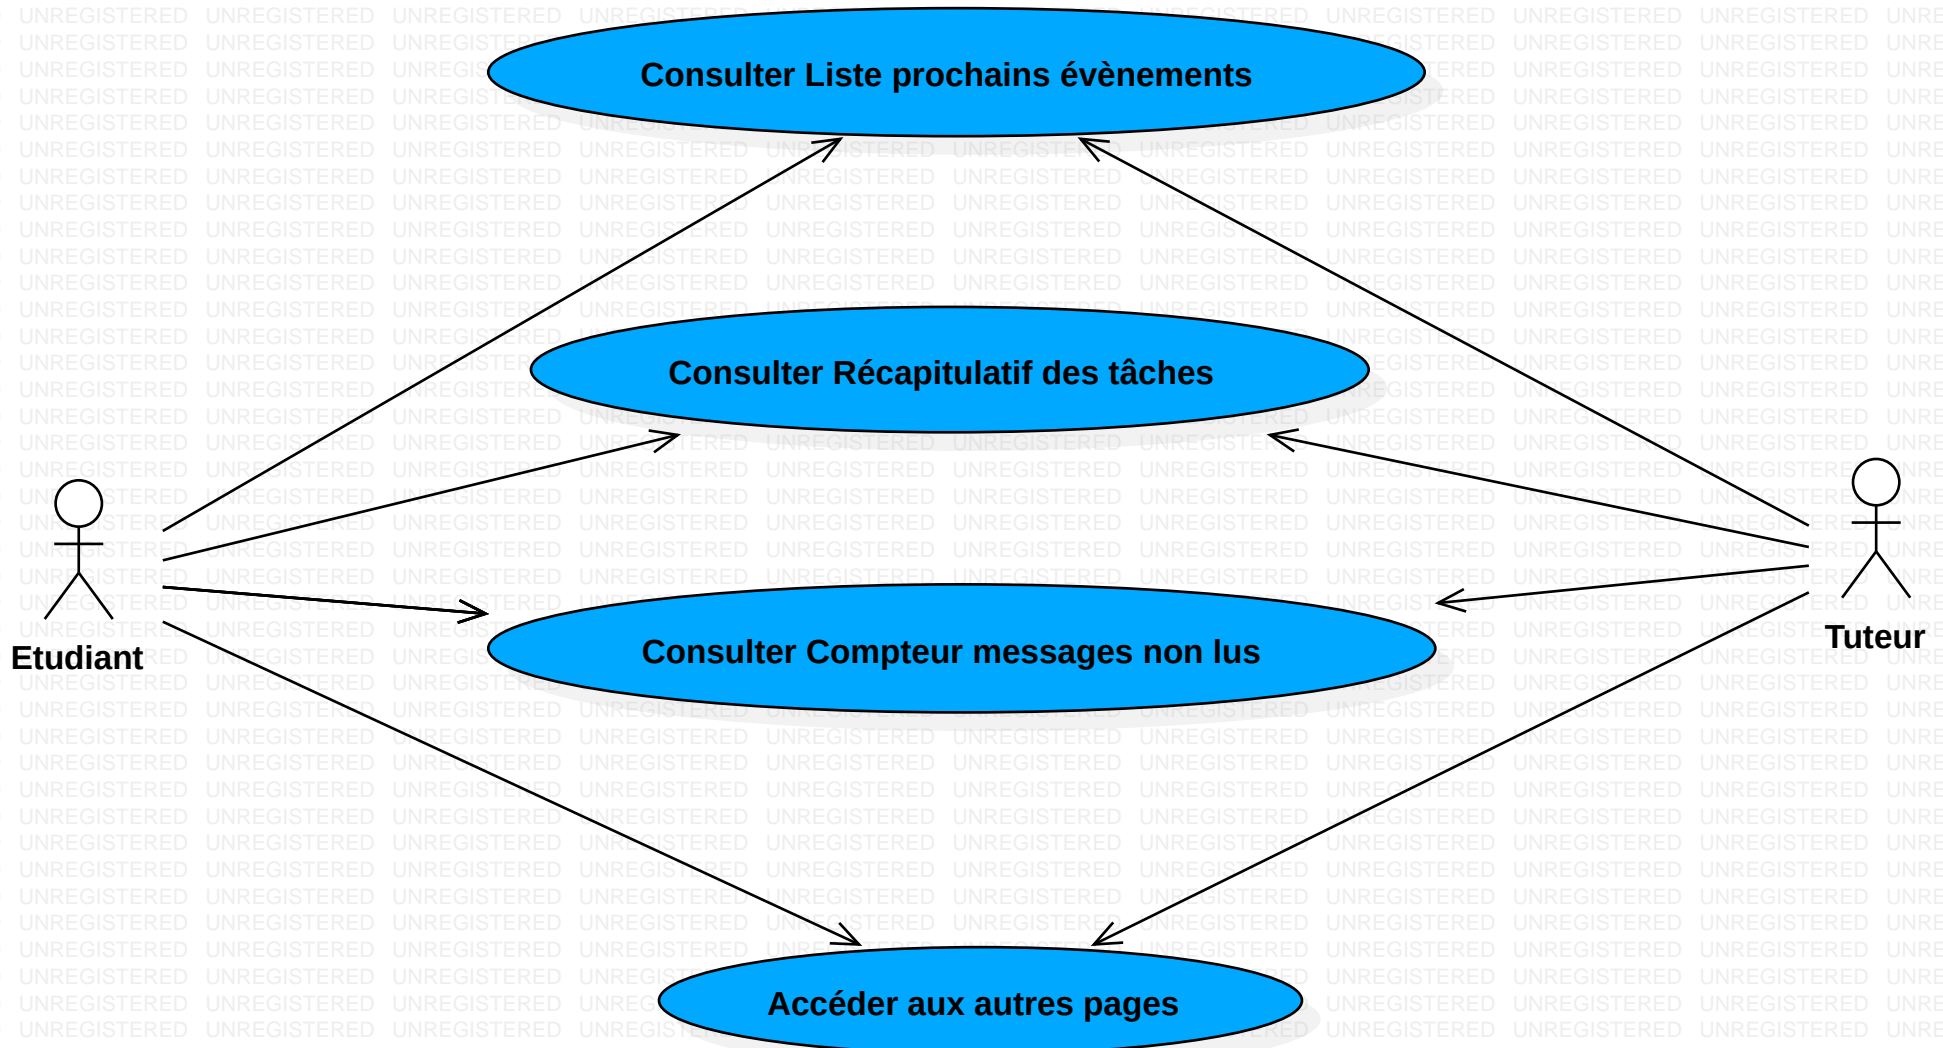 Consulter Liste prochains évènements
Consulter Récapitulatif des tâches
Etudiant
Tuteur
Consulter Compteur messages non lus
Accéder aux autres pages
UNREGISTERED